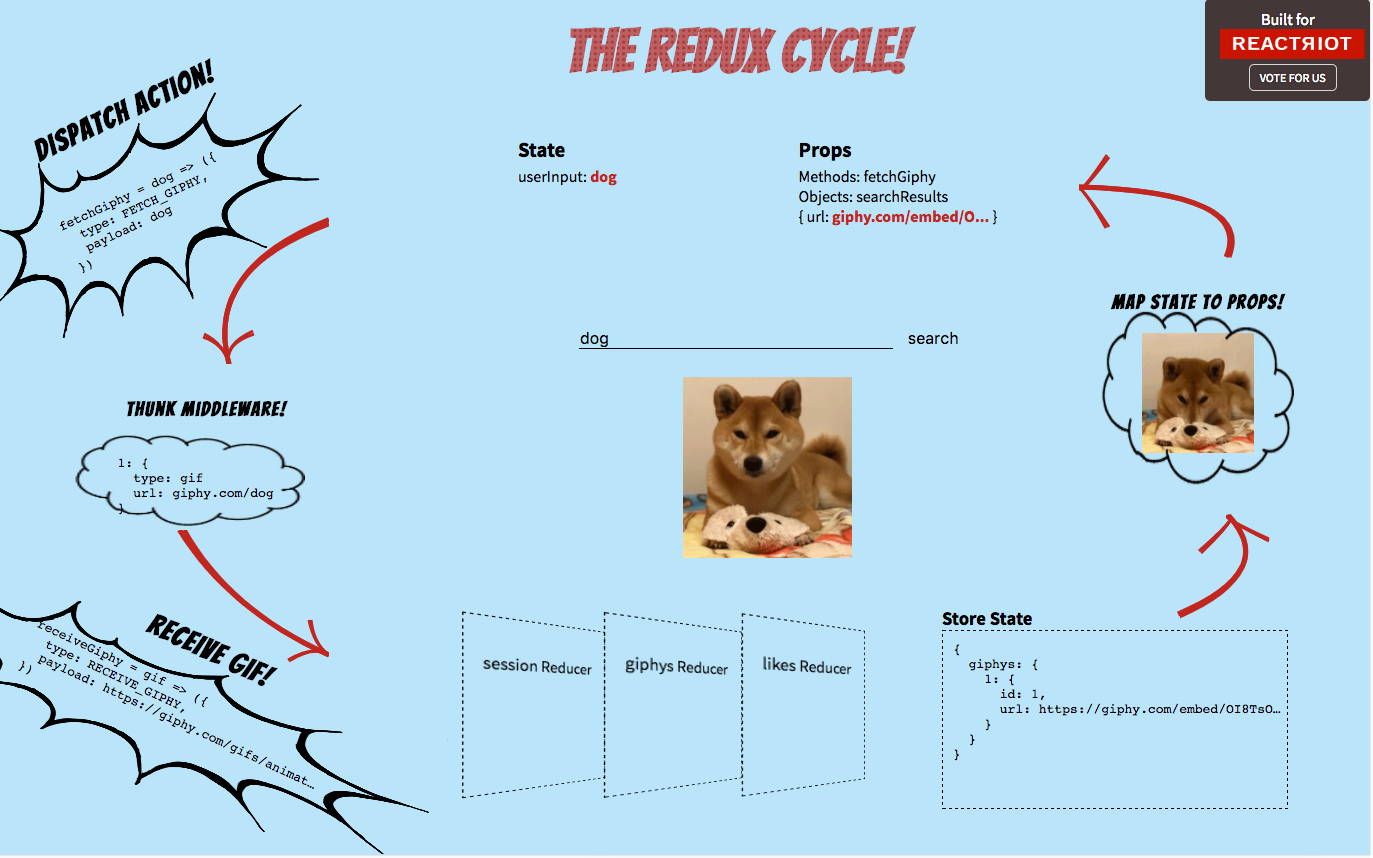 THE REDUX CYCLE!
Built for
REACTЯIOT
VOTE FOR US
DISPATCH ACTION!
fetchGiphy = dog => ({
type: FETCH_GIPHY,
payload: dog
})
State
userInput: dog
Props
Methods: fetchGiphy
Objects: searchResults
{ url: giphy.com/embed/O... }
MAP STATE TO PROPS!
dog search
THUNK MIDDLEWARE!
1: {
type: gif
url: giphy.com/dog
}
RECEIVE GIF!
receiveGiphy = gif => ({
type: RECEIVE_GIPHY,
payload: https://giphy.com/gifs/animat...
})
session Reducer
giphys Reducer
likes Reducer
Store State
{
giphys: {
1: {
id: 1,
url: https://giphy.com/embed/OI8TsO...
}
}
}